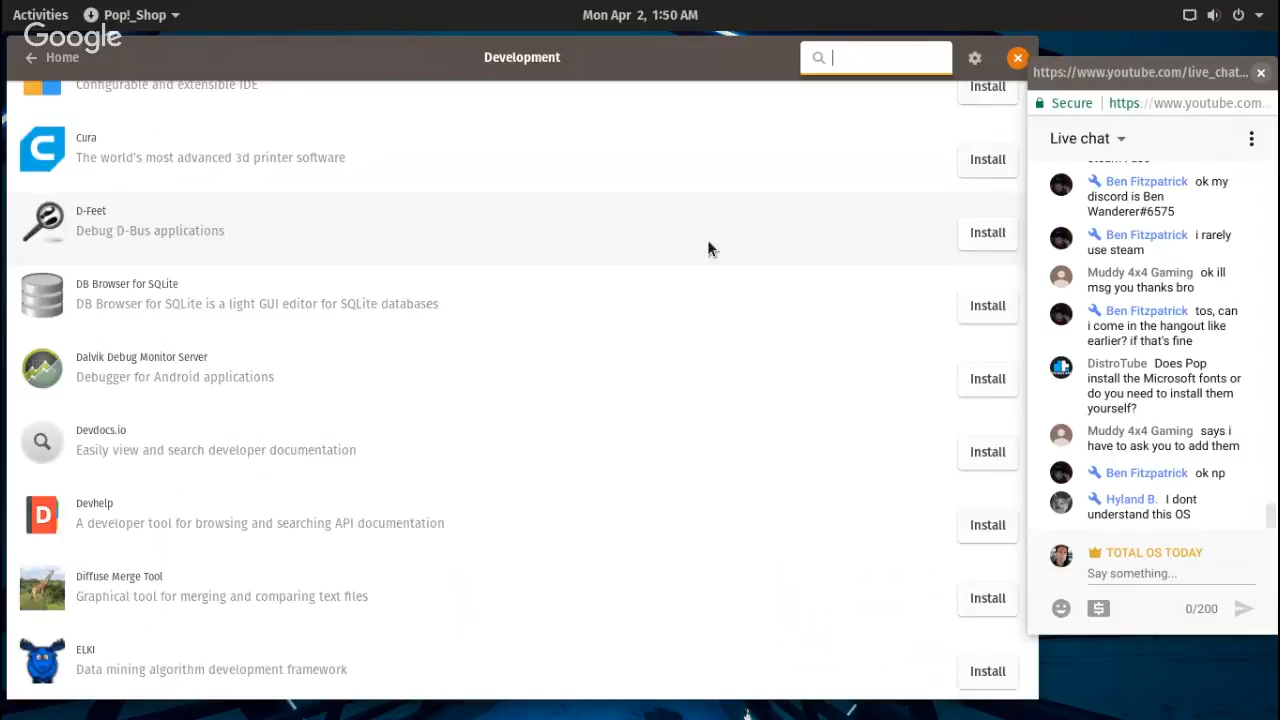 Activities
Pop!_Shop
Mon Apr 2, 1:50 AM
Google
Home
Development
Configurable and extensible IDE
Install
Cura
The world's most advanced 3d printer software
Install
D-Feet
Debug D-Bus applications
Install
DB Browser for SQLite
DB Browser for SQLite is a light GUI editor for SQLite databases
Install
Dalvik Debug Monitor Server
Debugger for Android applications
Install
Devdocs.io
Easily view and search developer documentation
Install
Devhelp
A developer tool for browsing and searching API documentation
Install
Diffuse Merge Tool
Graphical tool for merging and comparing text files
Install
ELKI
Data mining algorithm development framework
Install
https://www.youtube.com/live_chat...
Secure
https://www.youtube.com...
Live chat
Ben Fitzpatrick ok my
discord is Ben
Wanderer#6575
Ben Fitzpatrick i rarely
use steam
Muddy 4x4 Gaming ok ill
msg you thanks bro
Ben Fitzpatrick tos, can
i come in the hangout like
earlier? if that's fine
DistroTube Does Pop
install the Microsoft fonts or
do you need to install them
yourself?
Muddy 4x4 Gaming says i
have to ask you to add them
Ben Fitzpatrick ok np
Hyland B. I dont
understand this OS
TOTAL OS TODAY
Say something...
0/200